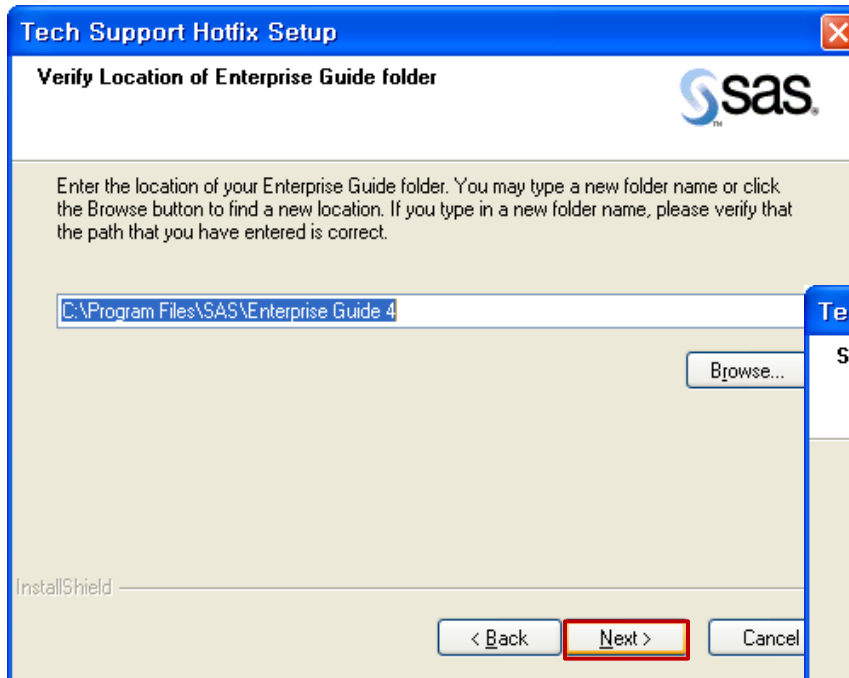 Tech Support Hotfix Setup
Verify Location of Enterprise Guide folder
sas.
TM
Enter the location of your Enterprise Guide folder. You may type a new folder name or click
the Browse button to find a new location. If you type in a new folder name, please verify that
the path that you have entered is correct.
C:\Program Files\SAS\Enterprise Guide 4
Te
S
Browse...
InstallShield
< Back
Next >
Cancel